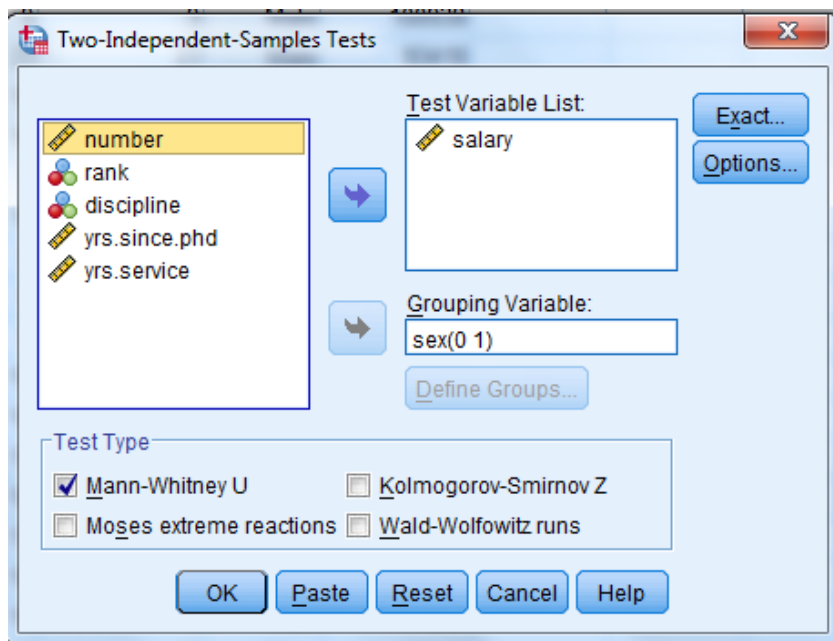 Two-Independent-Samples Tests
number
rank
discipline
yrs.since.phd
yrs.service
Test Variable List:
salary
Grouping Variable:
sex(0 1)
Define Groups...
Exact...
Options...
Test Type
Mann-Whitney U
Kolmogorov-Smirnov Z
Moses extreme reactions
Wald-Wolfowitz runs
OK
Paste
Reset
Cancel
Help